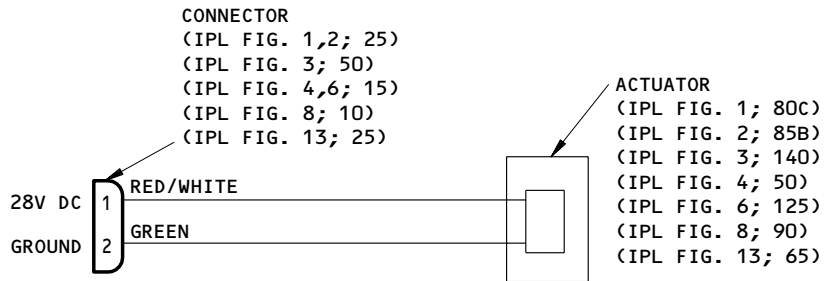 CONNECTOR
(IPL FIG. 1,2; 25)
(IPL FIG. 3; 50)
(IPL FIG. 4,6; 15)
(IPL FIG. 8; 10)
(IPL FIG. 13; 25)
ACTUATOR
(IPL FIG. 1; 80C)
(IPL FIG. 2; 85B)
(IPL FIG. 3; 140)
(IPL FIG. 4; 50)
(IPL FIG. 6; 125)
(IPL FIG. 8; 90)
(IPL FIG. 13; 65)
28V DC 1 RED/WHITE
GROUND 2 GREEN